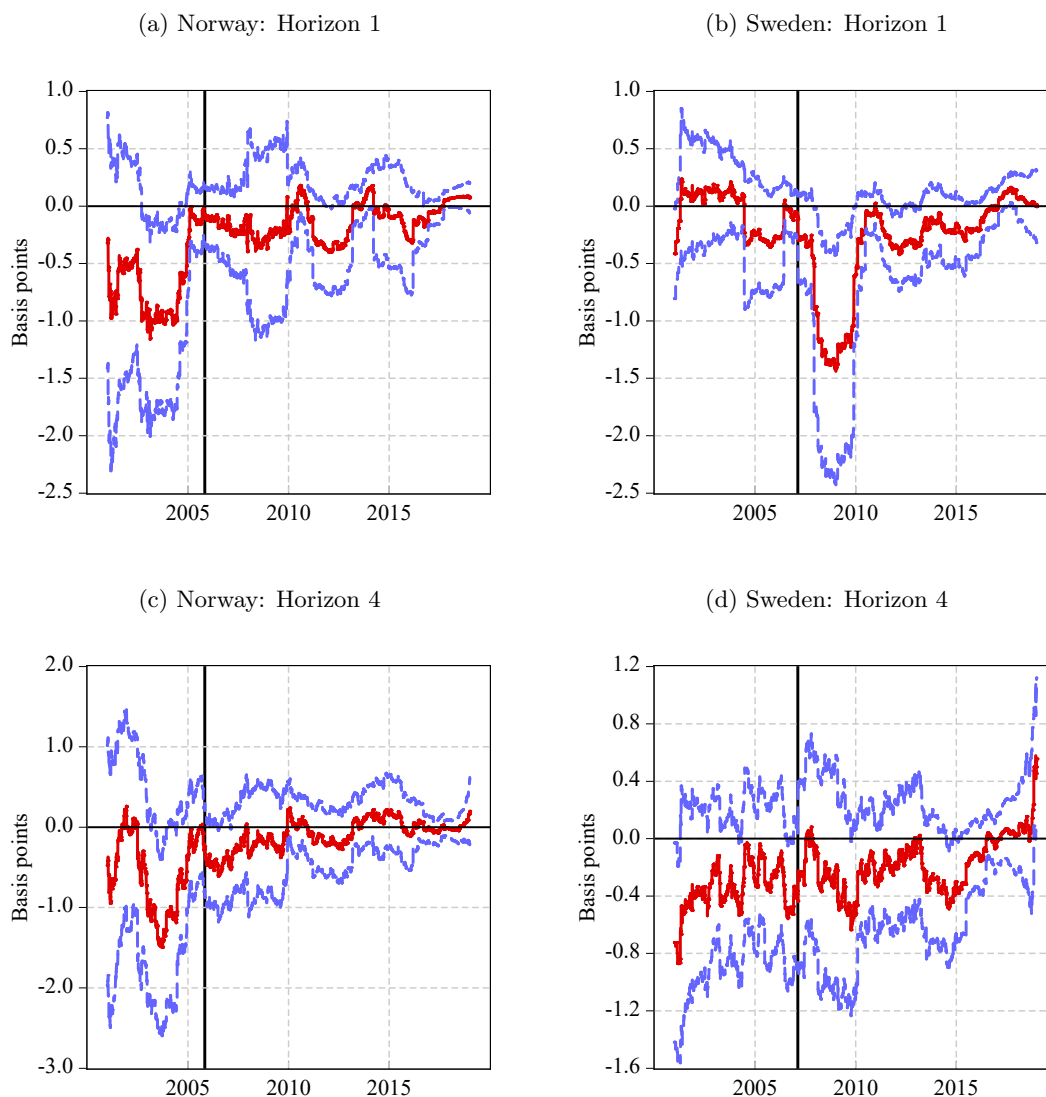 (a) Norway: Horizon 1
(b) Sweden: Horizon 1
Basis points
1.0
0.5
0.0
-0.5
-1.0
-1.5
-2.0
-2.5
2005 2010 2015
Basis points
1.0
0.5
0.0
-0.5
-1.0
-1.5
-2.0
-2.5
2005 2010 2015
(c) Norway: Horizon 4
(d) Sweden: Horizon 4
Basis points
2.0
1.0
0.0
-1.0
-2.0
-3.0
2005 2010 2015
Basis points
1.2
0.8
0.4
0.0
-0.4
-0.8
-1.2
-1.6
2005 2010 2015